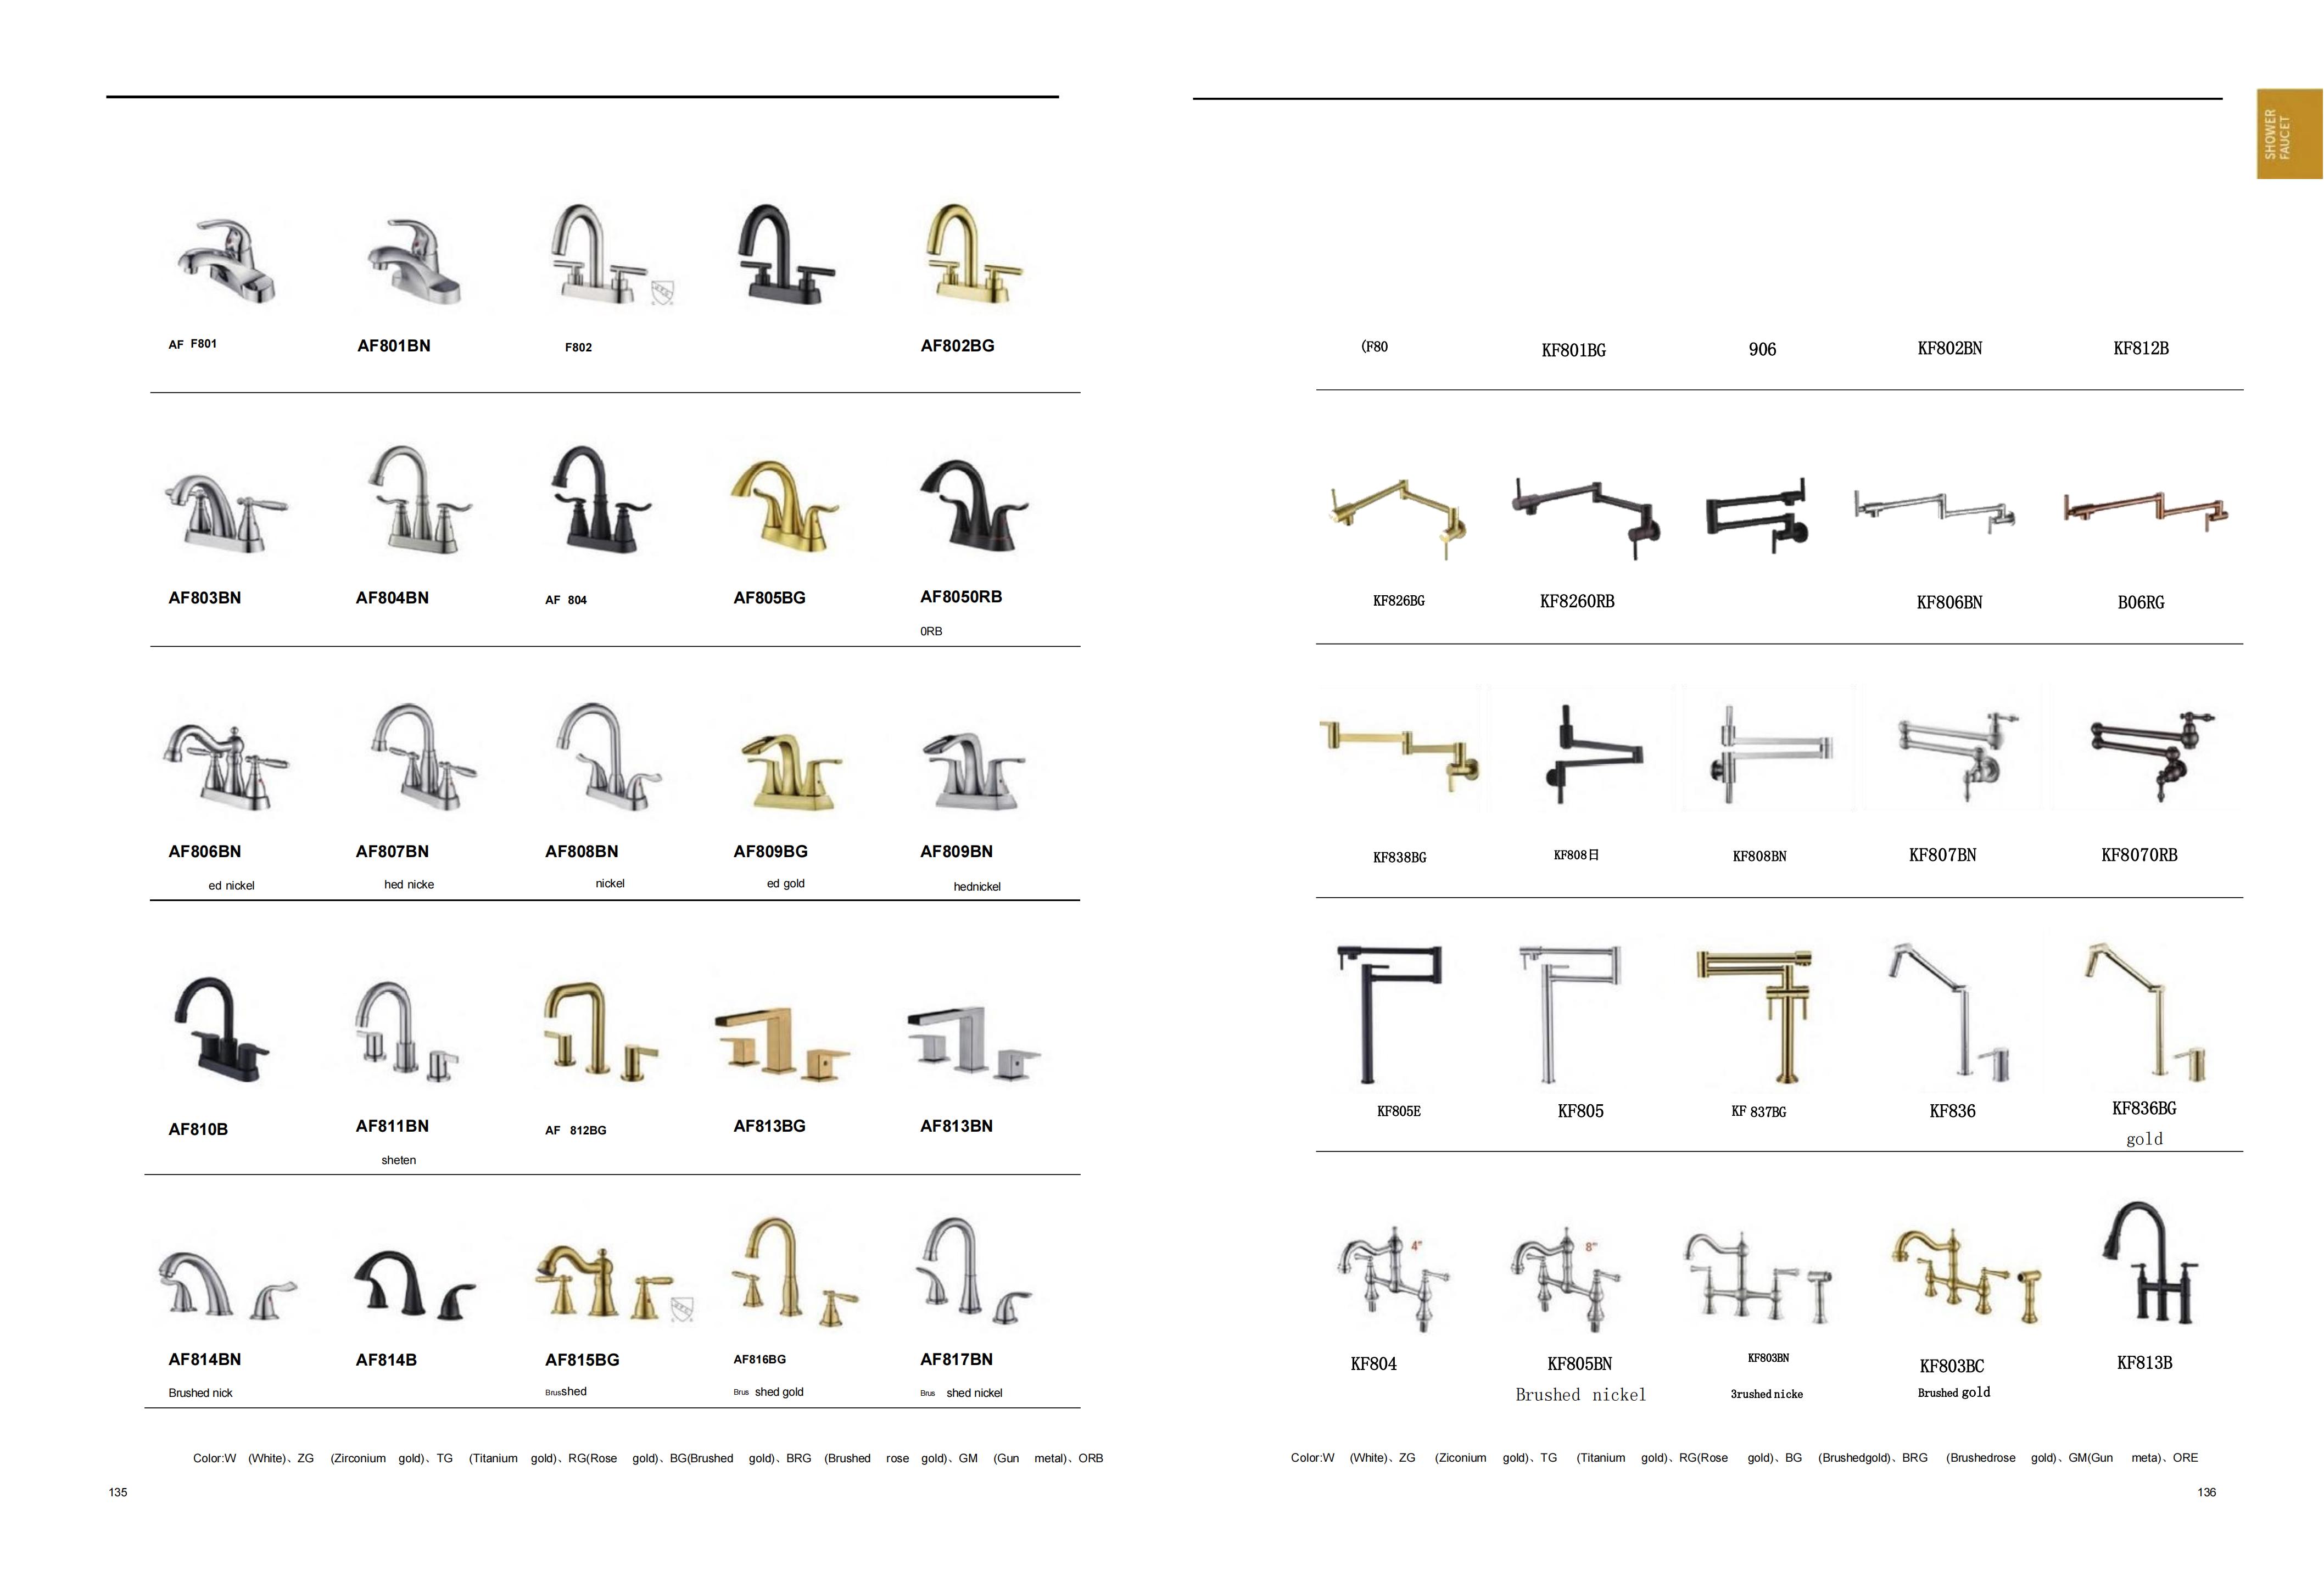 SHOWER
FAUCET
AF F801 AF801BN F802 AF802BG
AF803BN AF804BN AF 804 AF805BG AF8050RB
0RB
AF806BN AF807BN AF808BN AF809BG AF809BN
ed nickel hed nicke nickel ed gold hednickel
AF810B AF811BN AF 812BG AF813BG AF813BN
sheten
AF814BN AF814B AF815BG AF816BG AF817BN
Brushed nick Brusshed Brus shed gold Brus shed nickel
Color:W (White)、ZG (Zirconium gold)、TG (Titanium gold)、RG(Rose gold)、BG(Brushed gold)、BRG (Brushed rose gold)、GM (Gun metal)、ORB
135
(F80 KF801BG 906 KF802BN KF812B
KF826BG KF8260RB KF806BN B06RG
KF838BG KF808日 KF808BN KF807BN KF8070RB
KF805E KF805 KF 837BG KF836 KF836BG
gold
4" 8"
KF804 KF805BN KF803BN KF803BC KF813B
Brushed nickel 3rushed nicke Brushed gold
Color:W (White)、ZG (Ziconium gold)、TG (Titanium gold)、RG(Rose gold)、BG (Brushedgold)、BRG (Brushedrose gold)、GM(Gun meta)、ORE
136